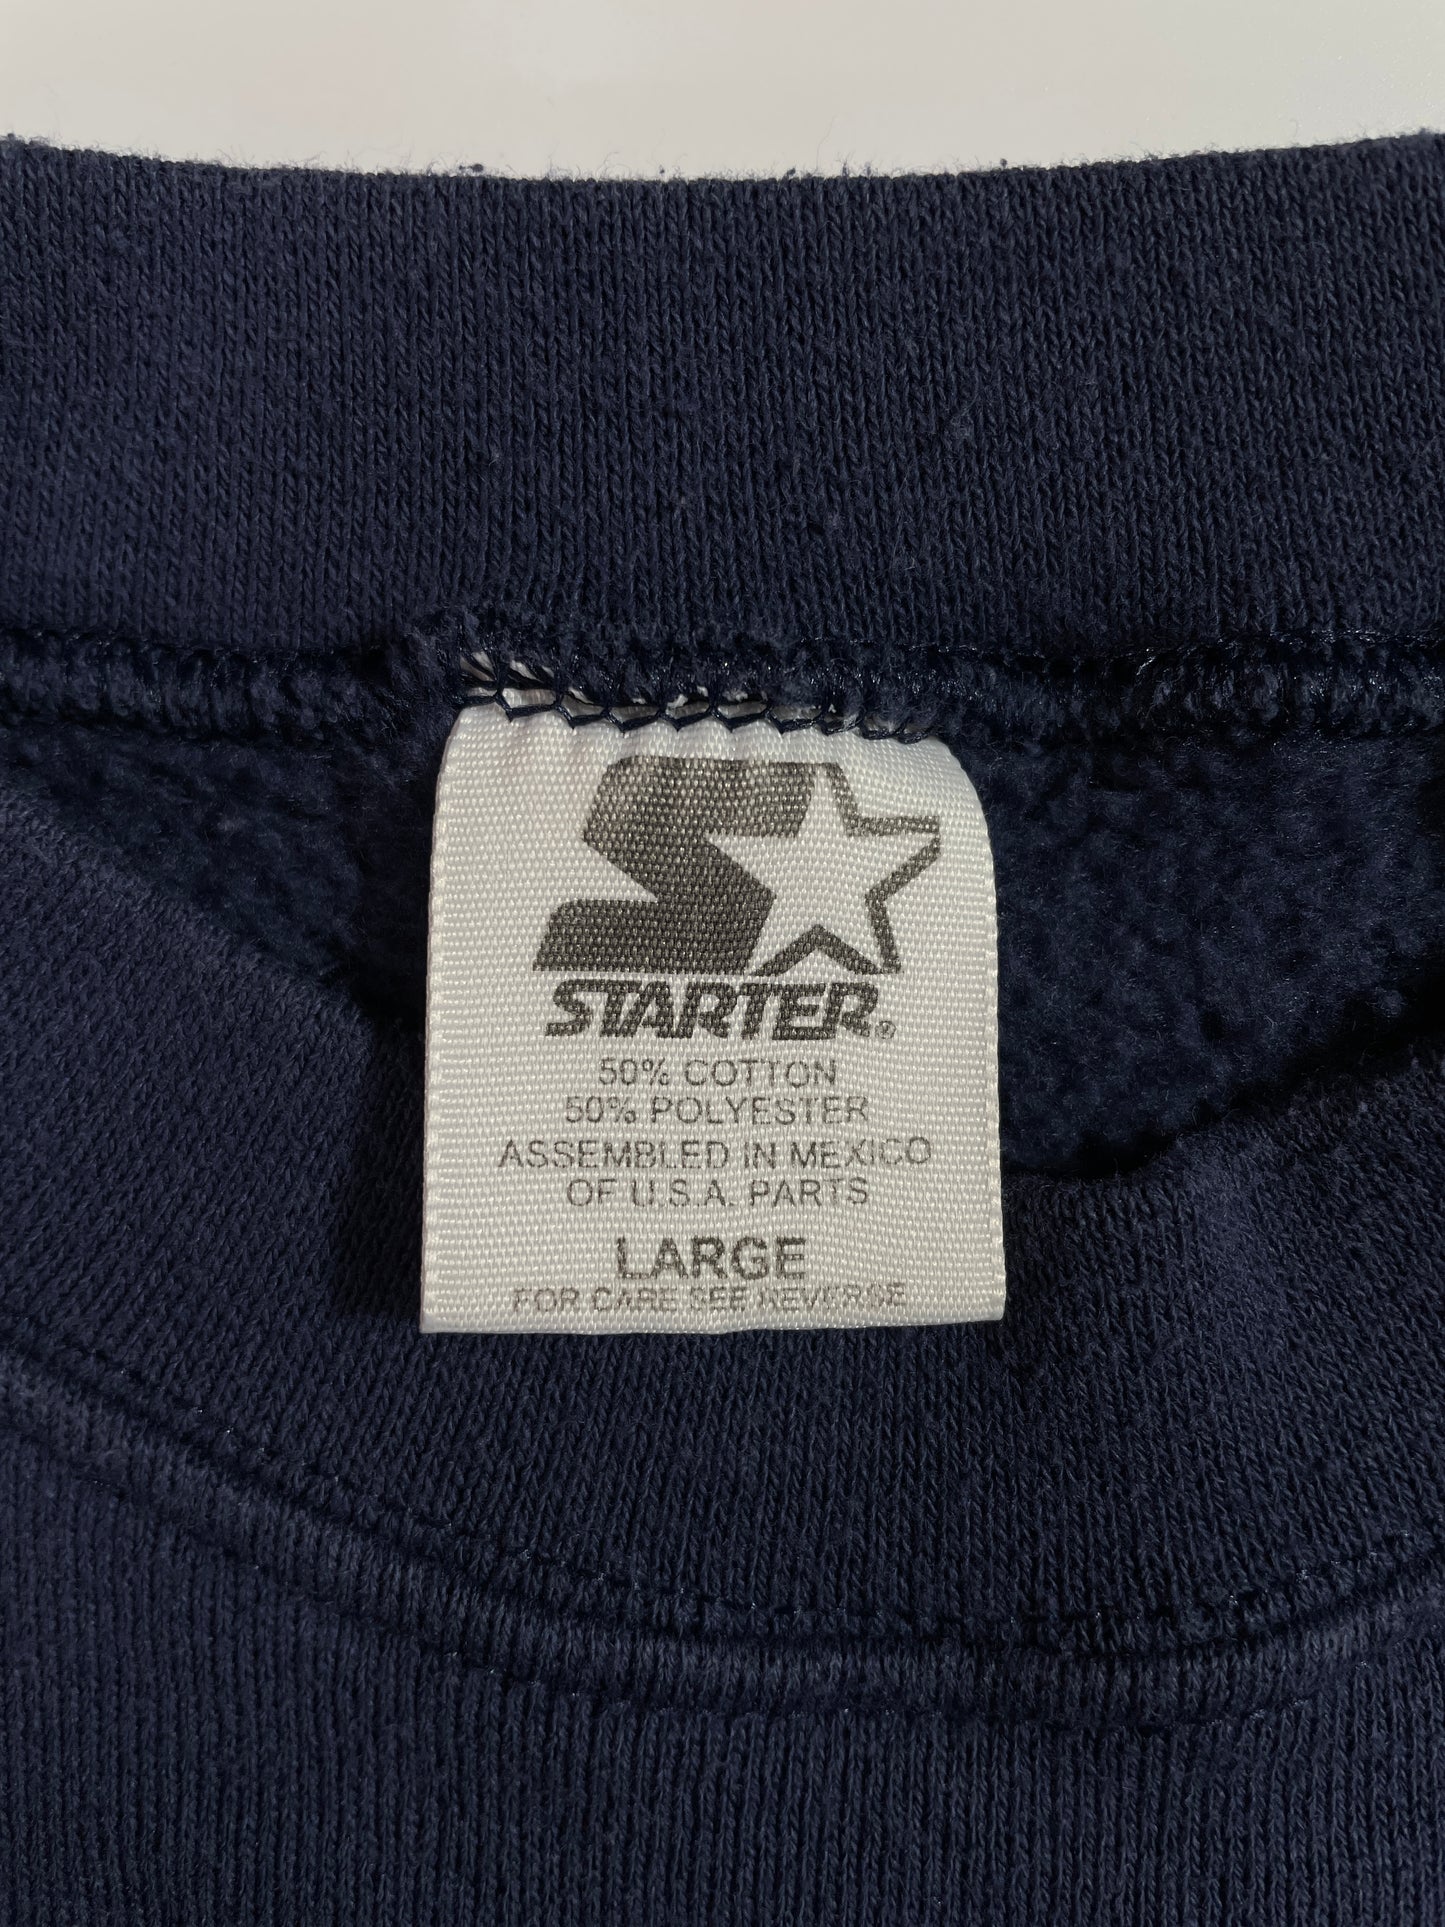 STARTER®
50% COTTON
50% POLYESTER
ASSEMBLED IN MEXICO
OF U.S.A. PARTS
LARGE
FOR CARE SEE REVERSE